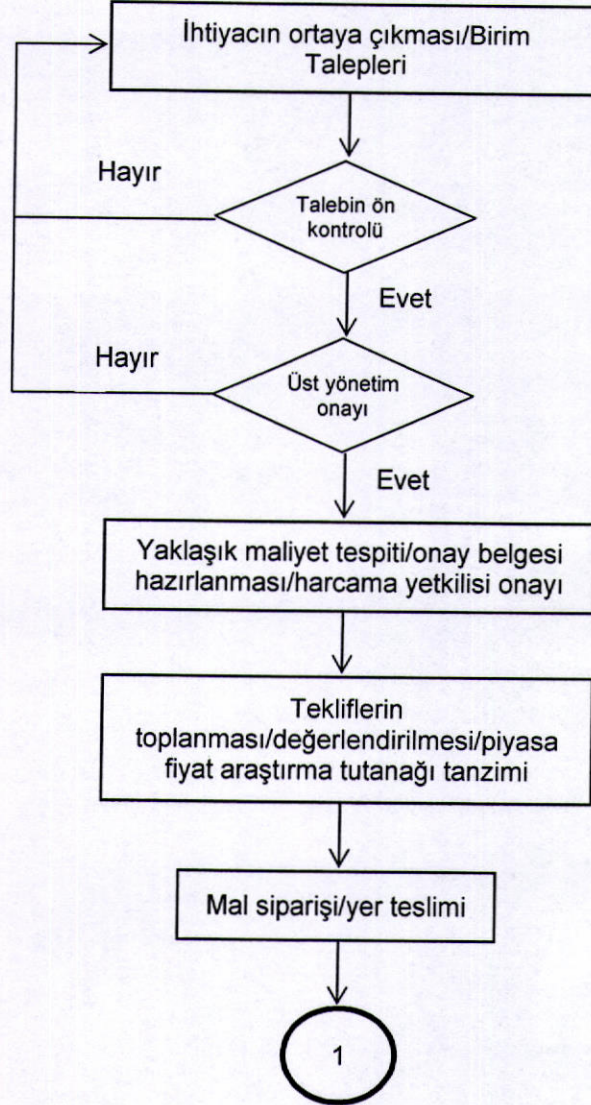 İhtiyacın ortaya çıkması/Birim
Talepleri
Hayır
Talebin ön
kontrolü
Evet
Hayır
Üst yönetim
onayı
Evet
Yaklaşık maliyet tespiti/onay belgesi
hazırlanması/harcama yetkilisi onayı
Tekliflerin
toplanması/değerlendirilmesi/piyasa
fiyat araştırma tutanağı tanzimi
Mal siparişi/yer teslimi
1